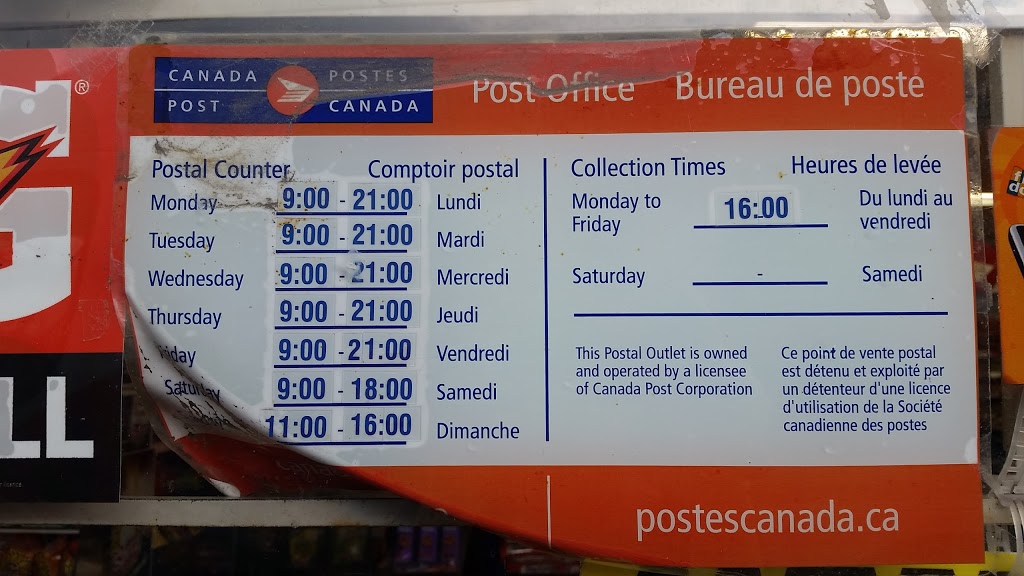 CANADA POSTES
POST CANADA
Post Office Bureau de poste
Postal Counter Comptoir postal
Monday 9:00 - 21:00 Lundi
Tuesday 9:00 - 21:00 Mardi
Wednesday 9:00 - 21:00 Mercredi
Thursday 9:00 - 21:00 Jeudi
iday 9:00 - 21:00 Vendredi
Saturday 9:00 - 18:00 Samedi
11:00 - 16:00 Dimanche
Collection Times Heures de levée
Monday to
Friday
16:00
Du lundi au
vendredi
Saturday - Samedi
This Postal Outlet is owned
and operated by a licensee
of Canada Post Corporation
Ce point de vente postal
est détenu et exploité par
un détenteur d'une licence
d'utilisation de la Société
canadienne des postes
postescanada.ca
®
LL